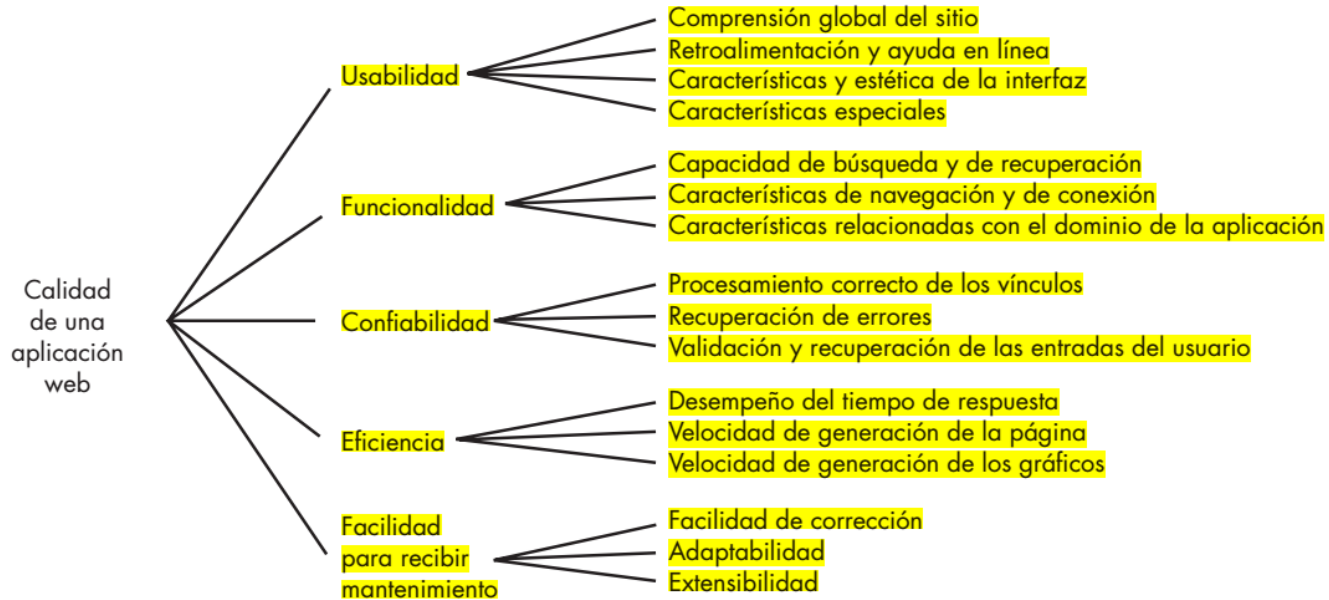 Calidad
de una
aplicación
web
Usabilidad
Comprensión global del sitio
Retroalimentación y ayuda en línea
Características y estética de la interfaz
Características especiales
Funcionalidad
Capacidad de búsqueda y de recuperación
Características de navegación y de conexión
Características relacionadas con el dominio de la aplicación
Confiabilidad
Procesamiento correcto de los vínculos
Recuperación de errores
Validación y recuperación de las entradas del usuario
Eficiencia
Desempeño del tiempo de respuesta
Velocidad de generación de la página
Velocidad de generación de los gráficos
Facilidad
para recibir
mantenimiento
Facilidad de corrección
Adaptabilidad
Extensibilidad